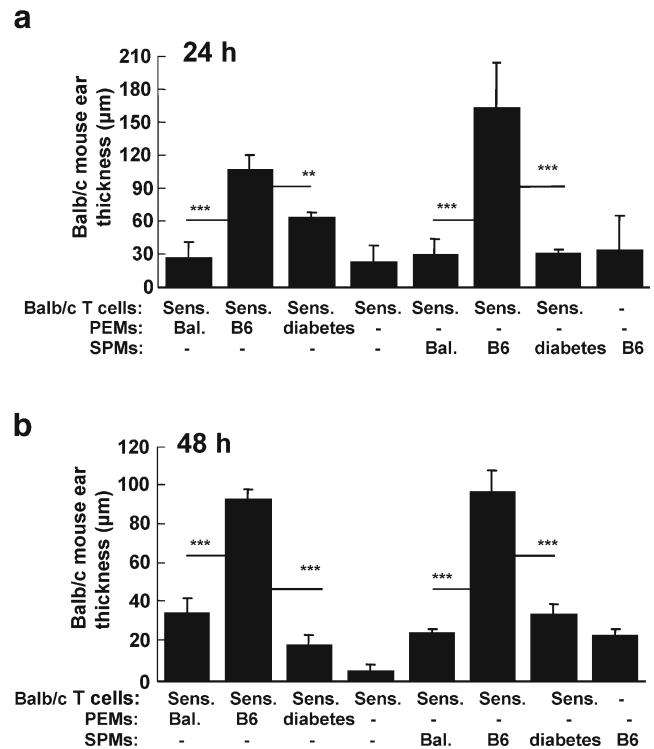 a
24 h
Balb/c mouse ear
thickness (µm)
210
180
150
120
90
60
30
0
***
**
***
***
Balb/c T cells: Sens. Sens. Sens. Sens. Sens. Sens. Sens. -
PEMs: Bal. B6 diabetes - - - - -
SPMs: - - - - Bal. B6 diabetes B6
b
48 h
Balb/c mouse ear
thickness (µm)
120
100
80
60
40
20
0
***
***
***
***
Balb/c T cells: Sens. Sens. Sens. Sens. Sens. Sens. Sens. -
PEMs: Bal. B6 diabetes - - - - -
SPMs: - - - - Bal. B6 diabetes B6